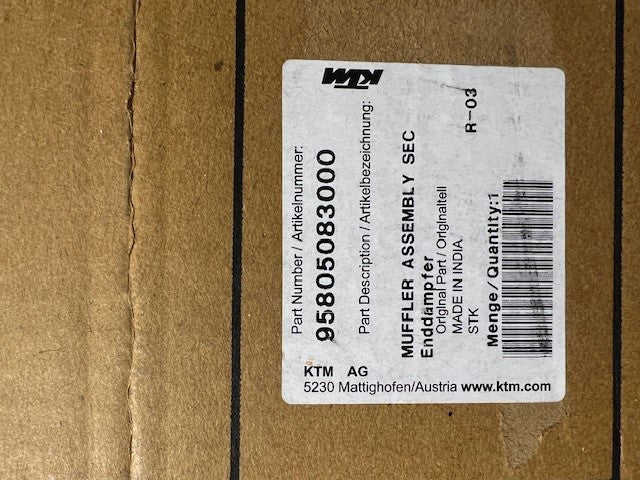 KTM
Part Number / Artikelnummer:
95805083000
Part Description / Artikelbezeichnung:
MUFFLER ASSEMBLY SEC
Enddämpfer
Original Part / Originalteil
MADE IN INDIA
STK
R-03
Menge/Quantity:1
KTM AG
5230 Mattighofen/Austria www.ktm.com